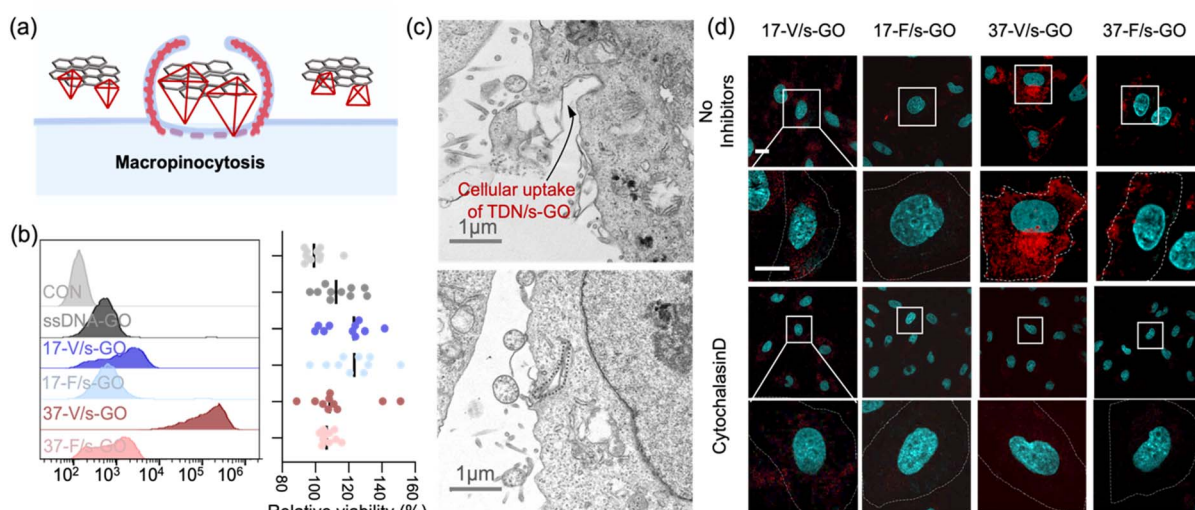 (a)
Macropinocytosis
(b)
CON
ssDNA-GO
17-V/s-GO
17-F/s-GO
37-V/s-GO
37-F/s-GO
≤10² 10³ 10⁴ 10⁵ 10⁶
80 100 120 140 160
Relative viability (%)
(c)
Cellular uptake
of TDN/s-GO
1μm
1μm
(d)
17-V/s-GO 17-F/s-GO 37-V/s-GO 37-F/s-GO
No
Inhibitors
CytochalasinD